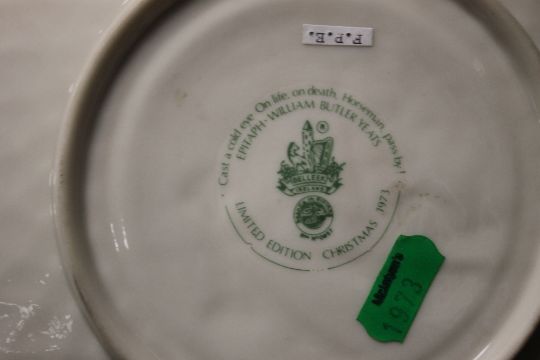 F.P.E.
Cast a cold eye On life, on death. Horseman, pass by!
EPITAPH - WILLIAM BUTLER YEATS
®
BELLEEK
IRELAND
LIMITED EDITION CHRISTMAS 1973
1973